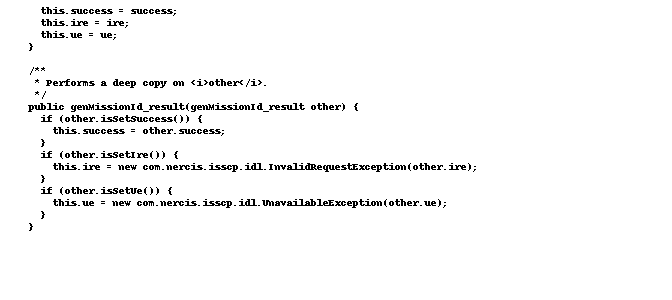 this.success = success;
this.ire = ire;
this.ue = ue;
}
/**
* Performs a deep copy on <i>other</i>.
*/
public genMissionId_result(genMissionId_result other) {
if (other.isSetSuccess()) {
this.success = other.success;
}
if (other.isSetIre()) {
this.ire = new com.nercis.isscp.idl.InvalidRequestException(other.ire);
}
if (other.isSetUe()) {
this.ue = new com.nercis.isscp.idl.UnavailableException(other.ue);
}
}